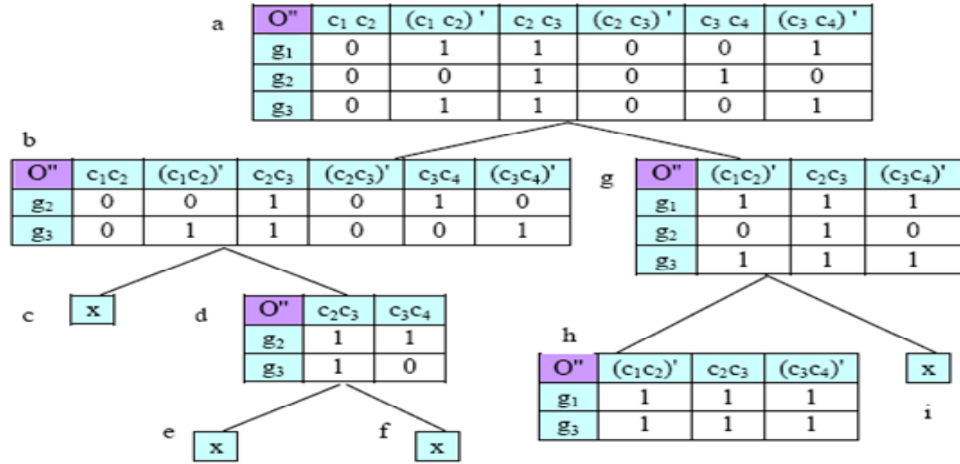 a
O" c₁ c₂ (c₁ c₂) ' c₂ c₃ (c₂ c₃) ' c₃ c₄ (c₃ c₄) '
g₁ 0 1 1 0 0 1
g₂ 0 0 1 0 1 0
g₃ 0 1 1 0 0 1
b
O" c₁c₂ (c₁c₂)' c₂c₃ (c₂c₃)' c₃c₄ (c₃c₄)'
g₂ 0 0 1 0 1 0
g₃ 0 1 1 0 0 1
g
O" (c₁c₂)' c₂c₃ (c₃c₄)'
g₁ 1 1 1
g₂ 0 1 0
g₃ 1 1 1
c
x
d
O" c₂c₃ c₃c₄
g₂ 1 1
g₃ 1 0
e
x
f
x
h
O" (c₁c₂)' c₂c₃ (c₃c₄)'
g₁ 1 1 1
g₃ 1 1 1
x
i